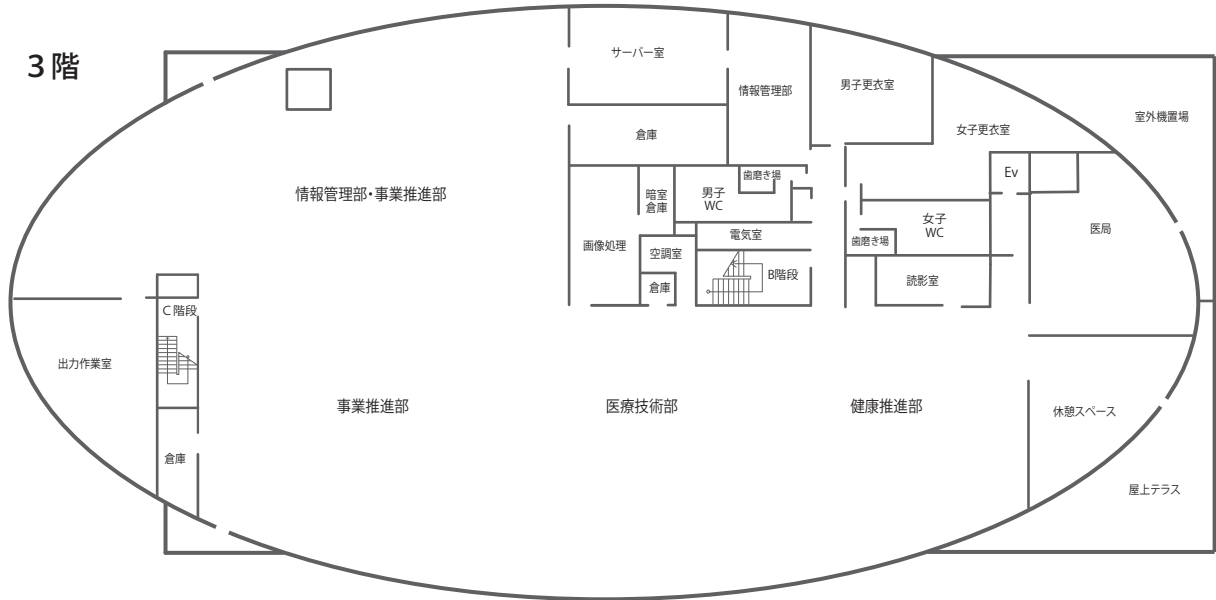 3階
サーバー室
情報管理部
男子更衣室
室外機置場
倉庫
女子更衣室
情報管理部・事業推進部
暗室
倉庫
男子
WC
歯磨き場
Ev
画像処理
電気室
女子
WC
医局
空調室
歯磨き場
倉庫
B階段
読影室
C階段
出力作業室
事業推進部
医療技術部
健康推進部
休憩スペース
倉庫
屋上テラス